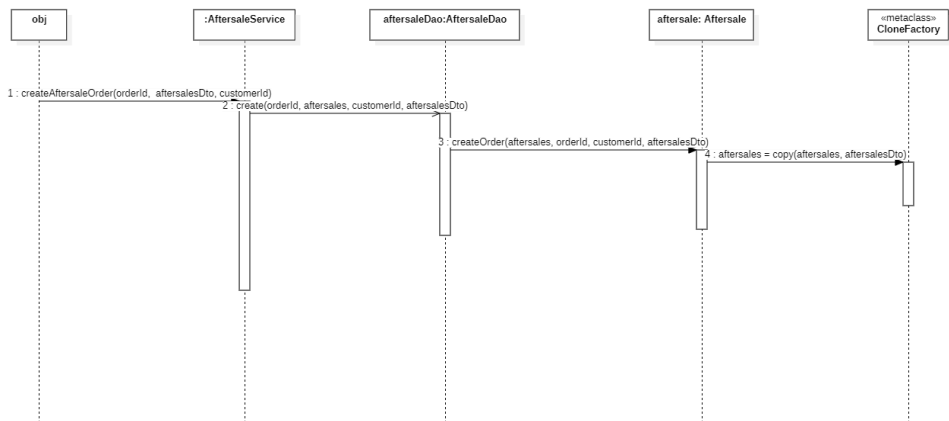 obj
:AftersaleService
aftersaleDao:AftersaleDao
aftersale: Aftersale
«metaclass»
CloneFactory
1 : createAftersaleOrder(orderId,  aftersalesDto, customerId)
2 : create(orderId, aftersales, customerId, aftersalesDto)
3 : createOrder(aftersales, orderId, customerId, aftersalesDto)
4 : aftersales = copy(aftersales, aftersalesDto)